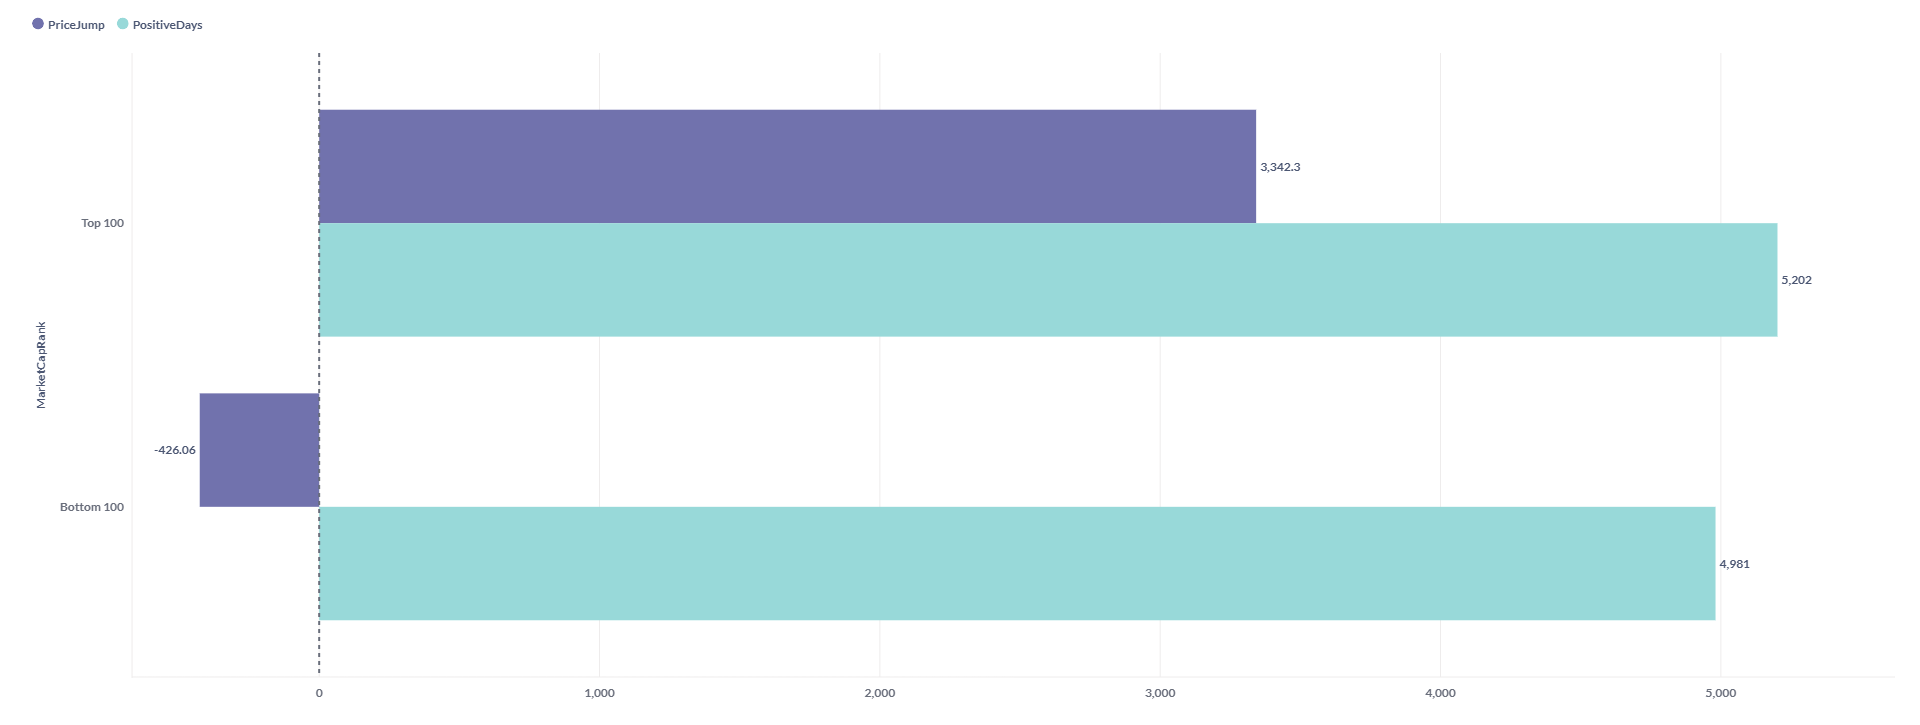 PriceJump PositiveDays
3,342.3
Top 100
5,202
MarketCapRank
-426.06
Bottom 100
4,981
0 1,000 2,000 3,000 4,000 5,000